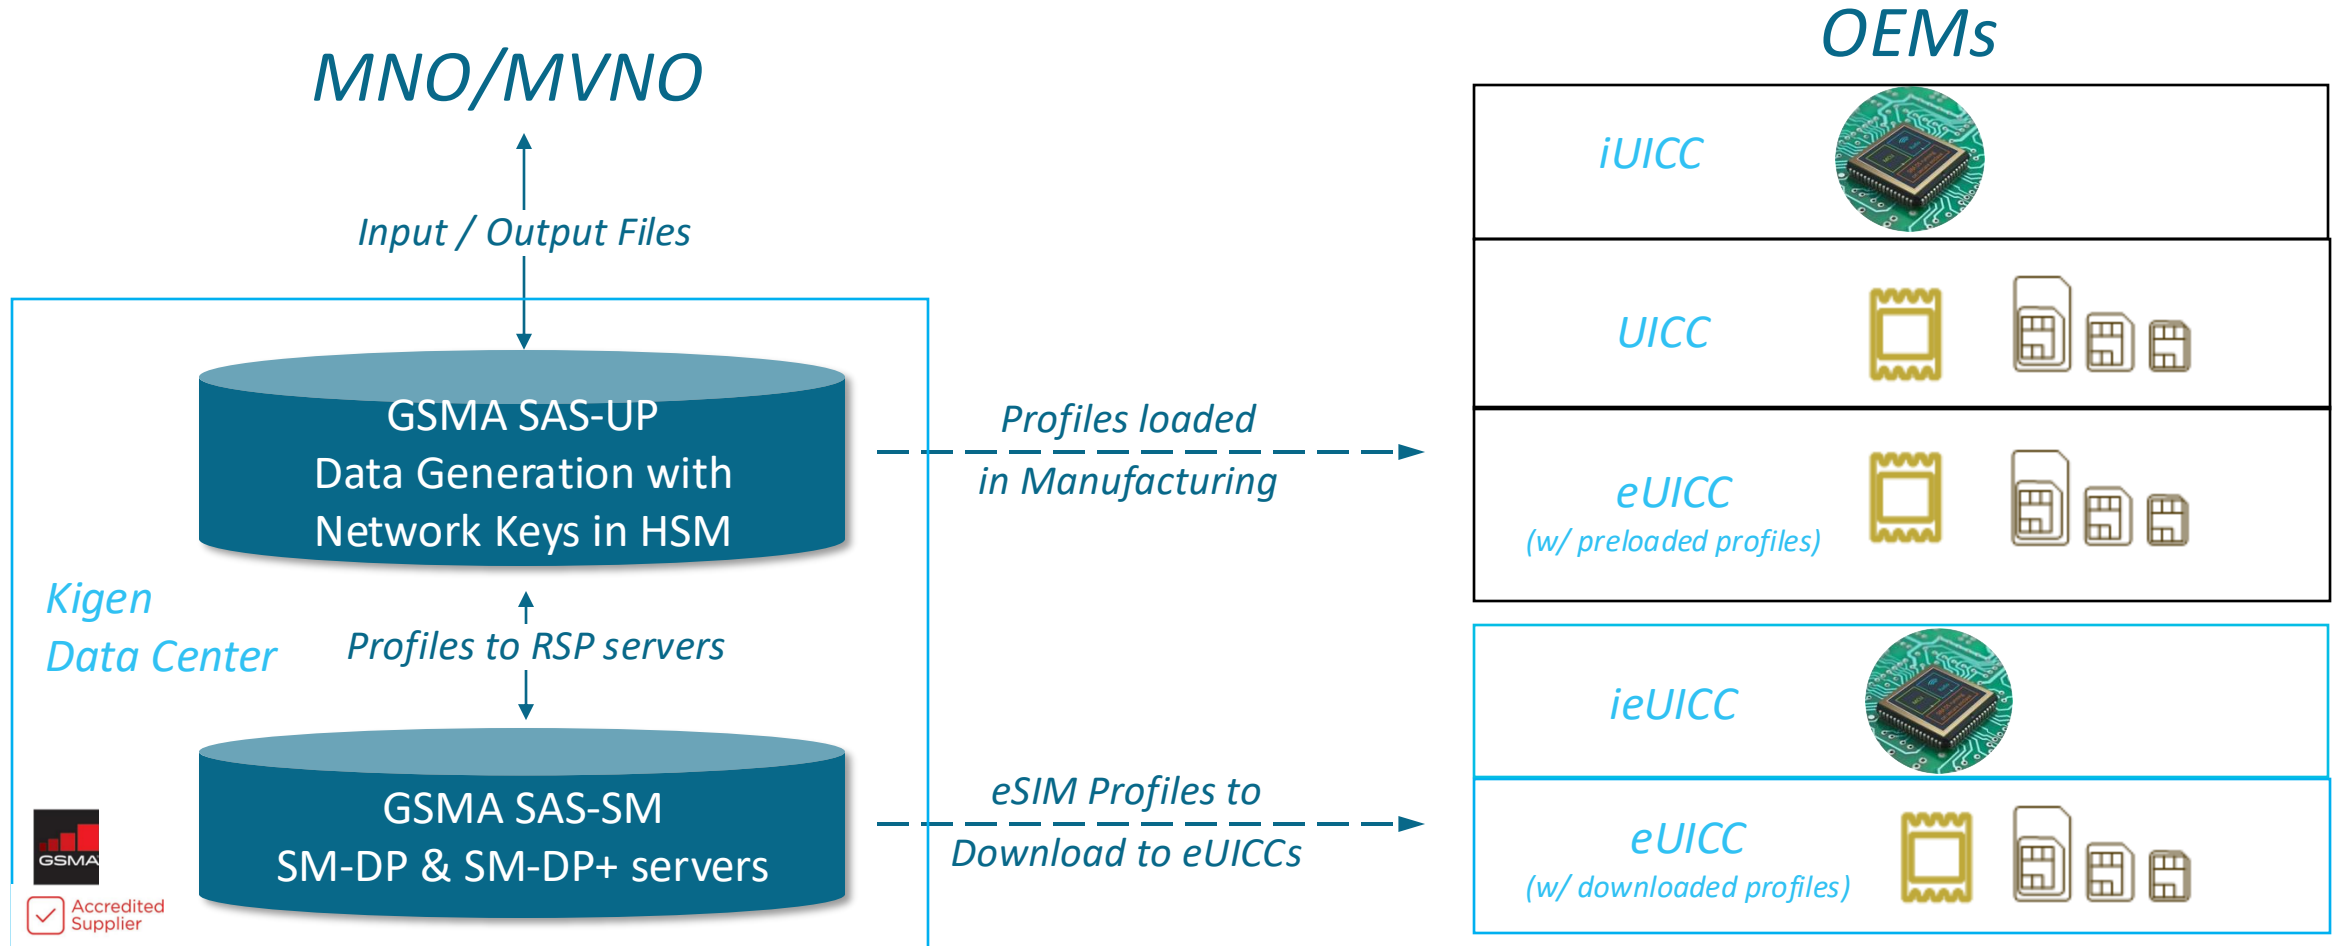 MNO/MVNO
OEMs
Input / Output Files
GSMA SAS-UP
Data Generation with
Network Keys in HSM
Kigen
Data Center
Profiles to RSP servers
GSMA SAS-SM
SM-DP & SM-DP+ servers
GSMA
Accredited
Supplier
Profiles loaded
in Manufacturing
eSIM Profiles to
Download to eUICCs
iUICC
UICC
eUICC
(w/ preloaded profiles)
ieUICC
eUICC
(w/ downloaded profiles)